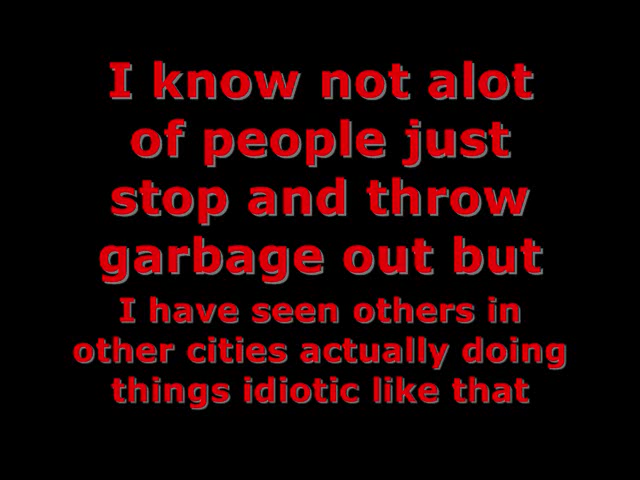 I know not alot
of people just
stop and throw
garbage out but
I have seen others in
other cities actually doing
things idiotic like that